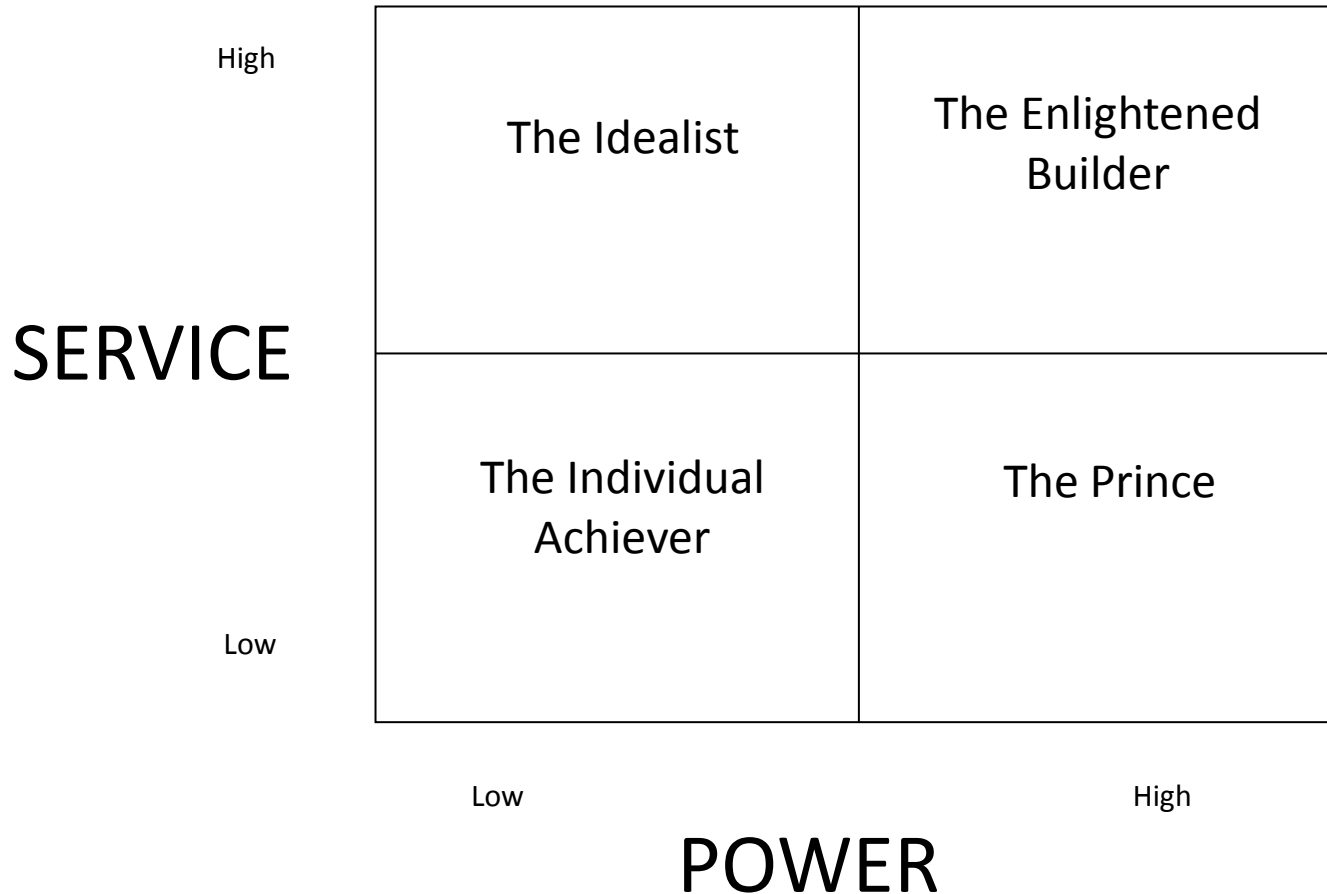 High
The Idealist
The Enlightened
Builder
SERVICE
The Individual
Achiever
The Prince
Low
Low
High
POWER